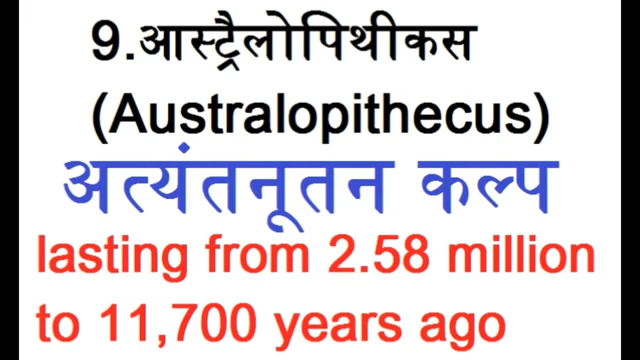 9.आस्ट्रैलोपिथीकस
(Australopithecus)
अत्यंतनूतन कल्प
lasting from 2.58 million
to 11,700 years ago